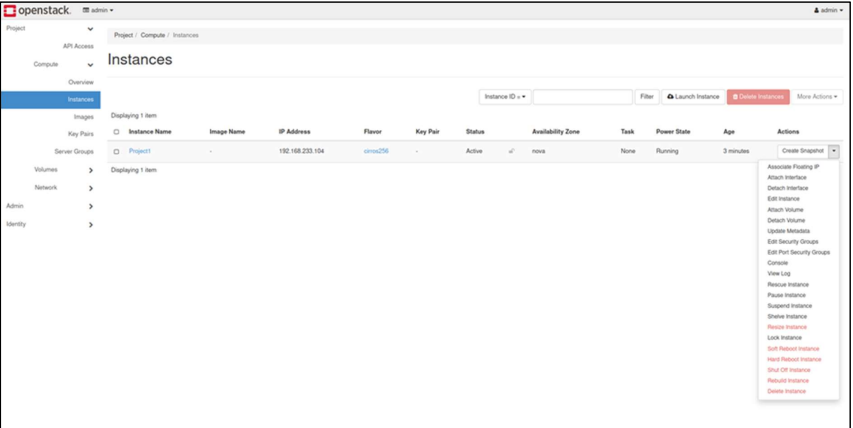 openstack. admin
admin
Project
API Access
Compute
Overview
Instances
Images
Key Pairs
Server Groups
Volumes
Network
Admin
Identity
Project / Compute / Instances
Instances
Instance ID = Filter Launch Instance Delete Instances More Actions
Displaying 1 item
Instance Name Image Name IP Address Flavor Key Pair Status Availability Zone Task Power State Age Actions
Project1 - 192.168.233.104 cirros256 - Active nova None Running 3 minutes Create Snapshot
Displaying 1 item
Associate Floating IP
Attach Interface
Detach Interface
Edit Instance
Attach Volume
Detach Volume
Update Metadata
Edit Security Groups
Edit Port Security Groups
Console
View Log
Rescue Instance
Pause Instance
Suspend Instance
Shelve Instance
Resize Instance
Lock Instance
Soft Reboot Instance
Hard Reboot Instance
Shut Off Instance
Rebuild Instance
Delete Instance